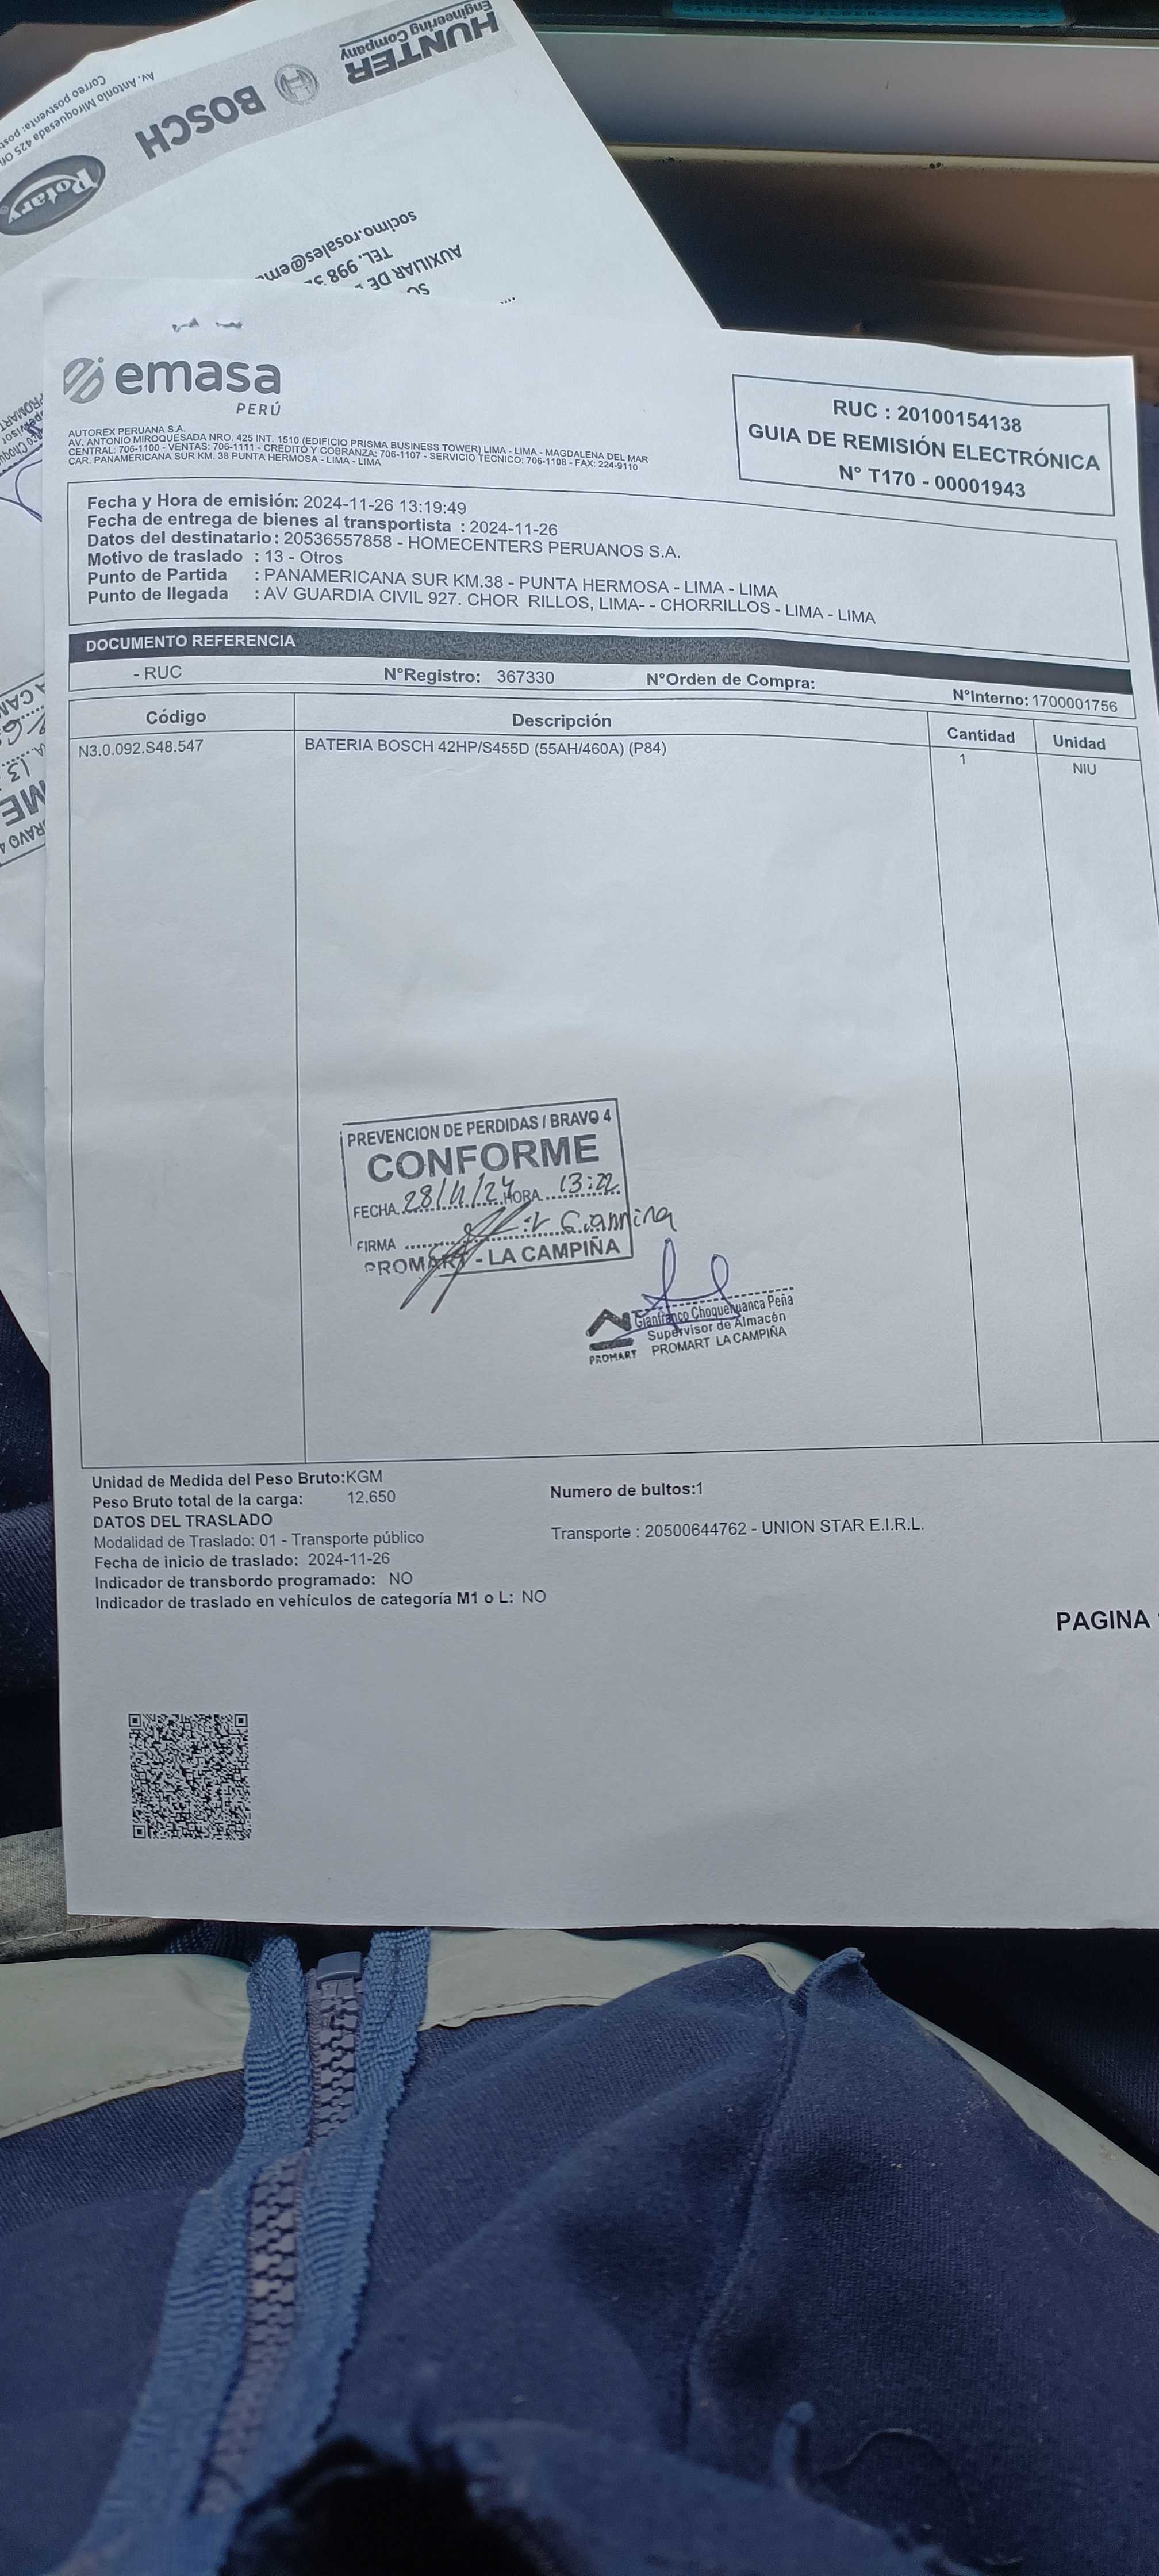 HUNTER
Engineering Company
BOSCH
Rotary
Av. Antonio Miroquesada 425
Correo postventa:
socimo.rosales@em
TEL. 998
AUXILIAR DE
emasa
PERÚ
AUTOREX PERUANA S.A.
AV. ANTONIO MIROQUESADA NRO. 425 INT. 1510 (EDIFICIO PRISMA BUSINESS TOWER) LIMA - LIMA - MAGDALENA DEL MAR
CENTRAL: 706-1100 - VENTAS: 706-1111 - CREDITO Y COBRANZA: 706-1107 - SERVICIO TECNICO: 706-1108 - FAX: 224-9110
CAR. PANAMERICANA SUR KM. 38 PUNTA HERMOSA - LIMA - LIMA
RUC : 20100154138
GUIA DE REMISIÓN ELECTRÓNICA
N° T170 - 00001943
Fecha y Hora de emisión: 2024-11-26 13:19:49
Fecha de entrega de bienes al transportista : 2024-11-26
Datos del destinatario : 20536557858 - HOMECENTERS PERUANOS S.A.
Motivo de traslado : 13 - Otros
Punto de Partida : PANAMERICANA SUR KM.38 - PUNTA HERMOSA - LIMA - LIMA
Punto de llegada : AV GUARDIA CIVIL 927. CHOR RILLOS, LIMA- - CHORRILLOS - LIMA - LIMA
DOCUMENTO REFERENCIA
- RUC N°Registro: 367330 N°Orden de Compra: N°Interno: 1700001756
Código Descripción Cantidad Unidad
N3.0.092.S48.547 BATERIA BOSCH 42HP/S455D (55AH/460A) (P84) 1 NIU
PREVENCION DE PERDIDAS / BRAVO 4
CONFORME
FECHA 28/11/24 HORA 13:22
FIRMA
PROMART - LA CAMPIÑA
Gianfranco Choquehuanca Peña
Supervisor de Almacén
PROMART PROMART LA CAMPIÑA
Unidad de Medida del Peso Bruto:KGM
Peso Bruto total de la carga: 12.650 Numero de bultos:1
DATOS DEL TRASLADO
Modalidad de Traslado: 01 - Transporte público Transporte : 20500644762 - UNION STAR E.I.R.L.
Fecha de inicio de traslado: 2024-11-26
Indicador de transbordo programado: NO
Indicador de traslado en vehículos de categoría M1 o L: NO
PAGINA